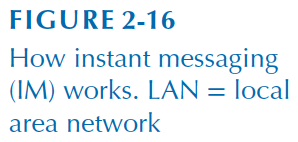 FIGURE 2-16
How instant messaging
(IM) works. LAN = local
area network